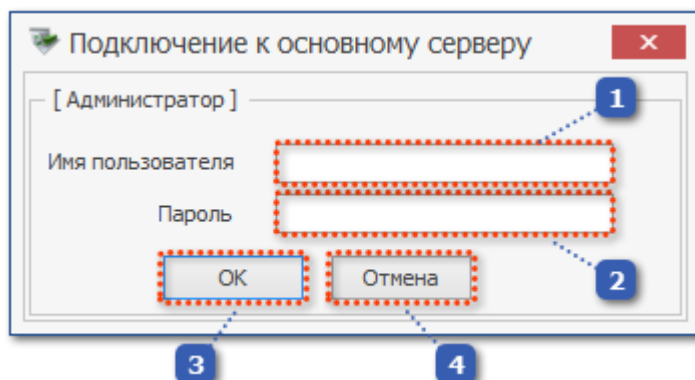 Подключение к основному серверу
[ Администратор ]
1
Имя пользователя
Пароль
2
OK
Отмена
3
4